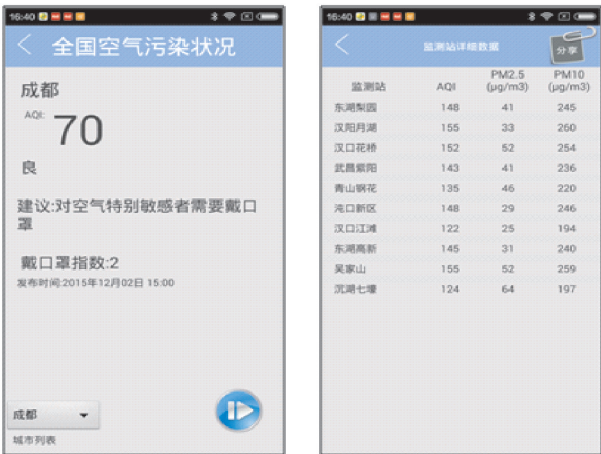 16:40
全国空气污染状况
成都
AQI: 70
良
建议:对空气特别敏感者需要戴口
罩
戴口罩指数:2
发布时间:2015年12月02日 15:00
成都
城市列表
16:40
监测站详细数据
分享
监测站 AQI PM2.5 (μg/m3) PM10 (μg/m3)
东湖梨园 148 41 245
汉阳月湖 155 33 260
汉口花桥 152 52 254
武昌紫阳 143 41 236
青山钢花 135 46 220
沌口新区 148 29 246
汉口江滩 122 25 194
东湖高新 145 31 240
吴家山 155 52 259
沉湖七壕 124 64 197